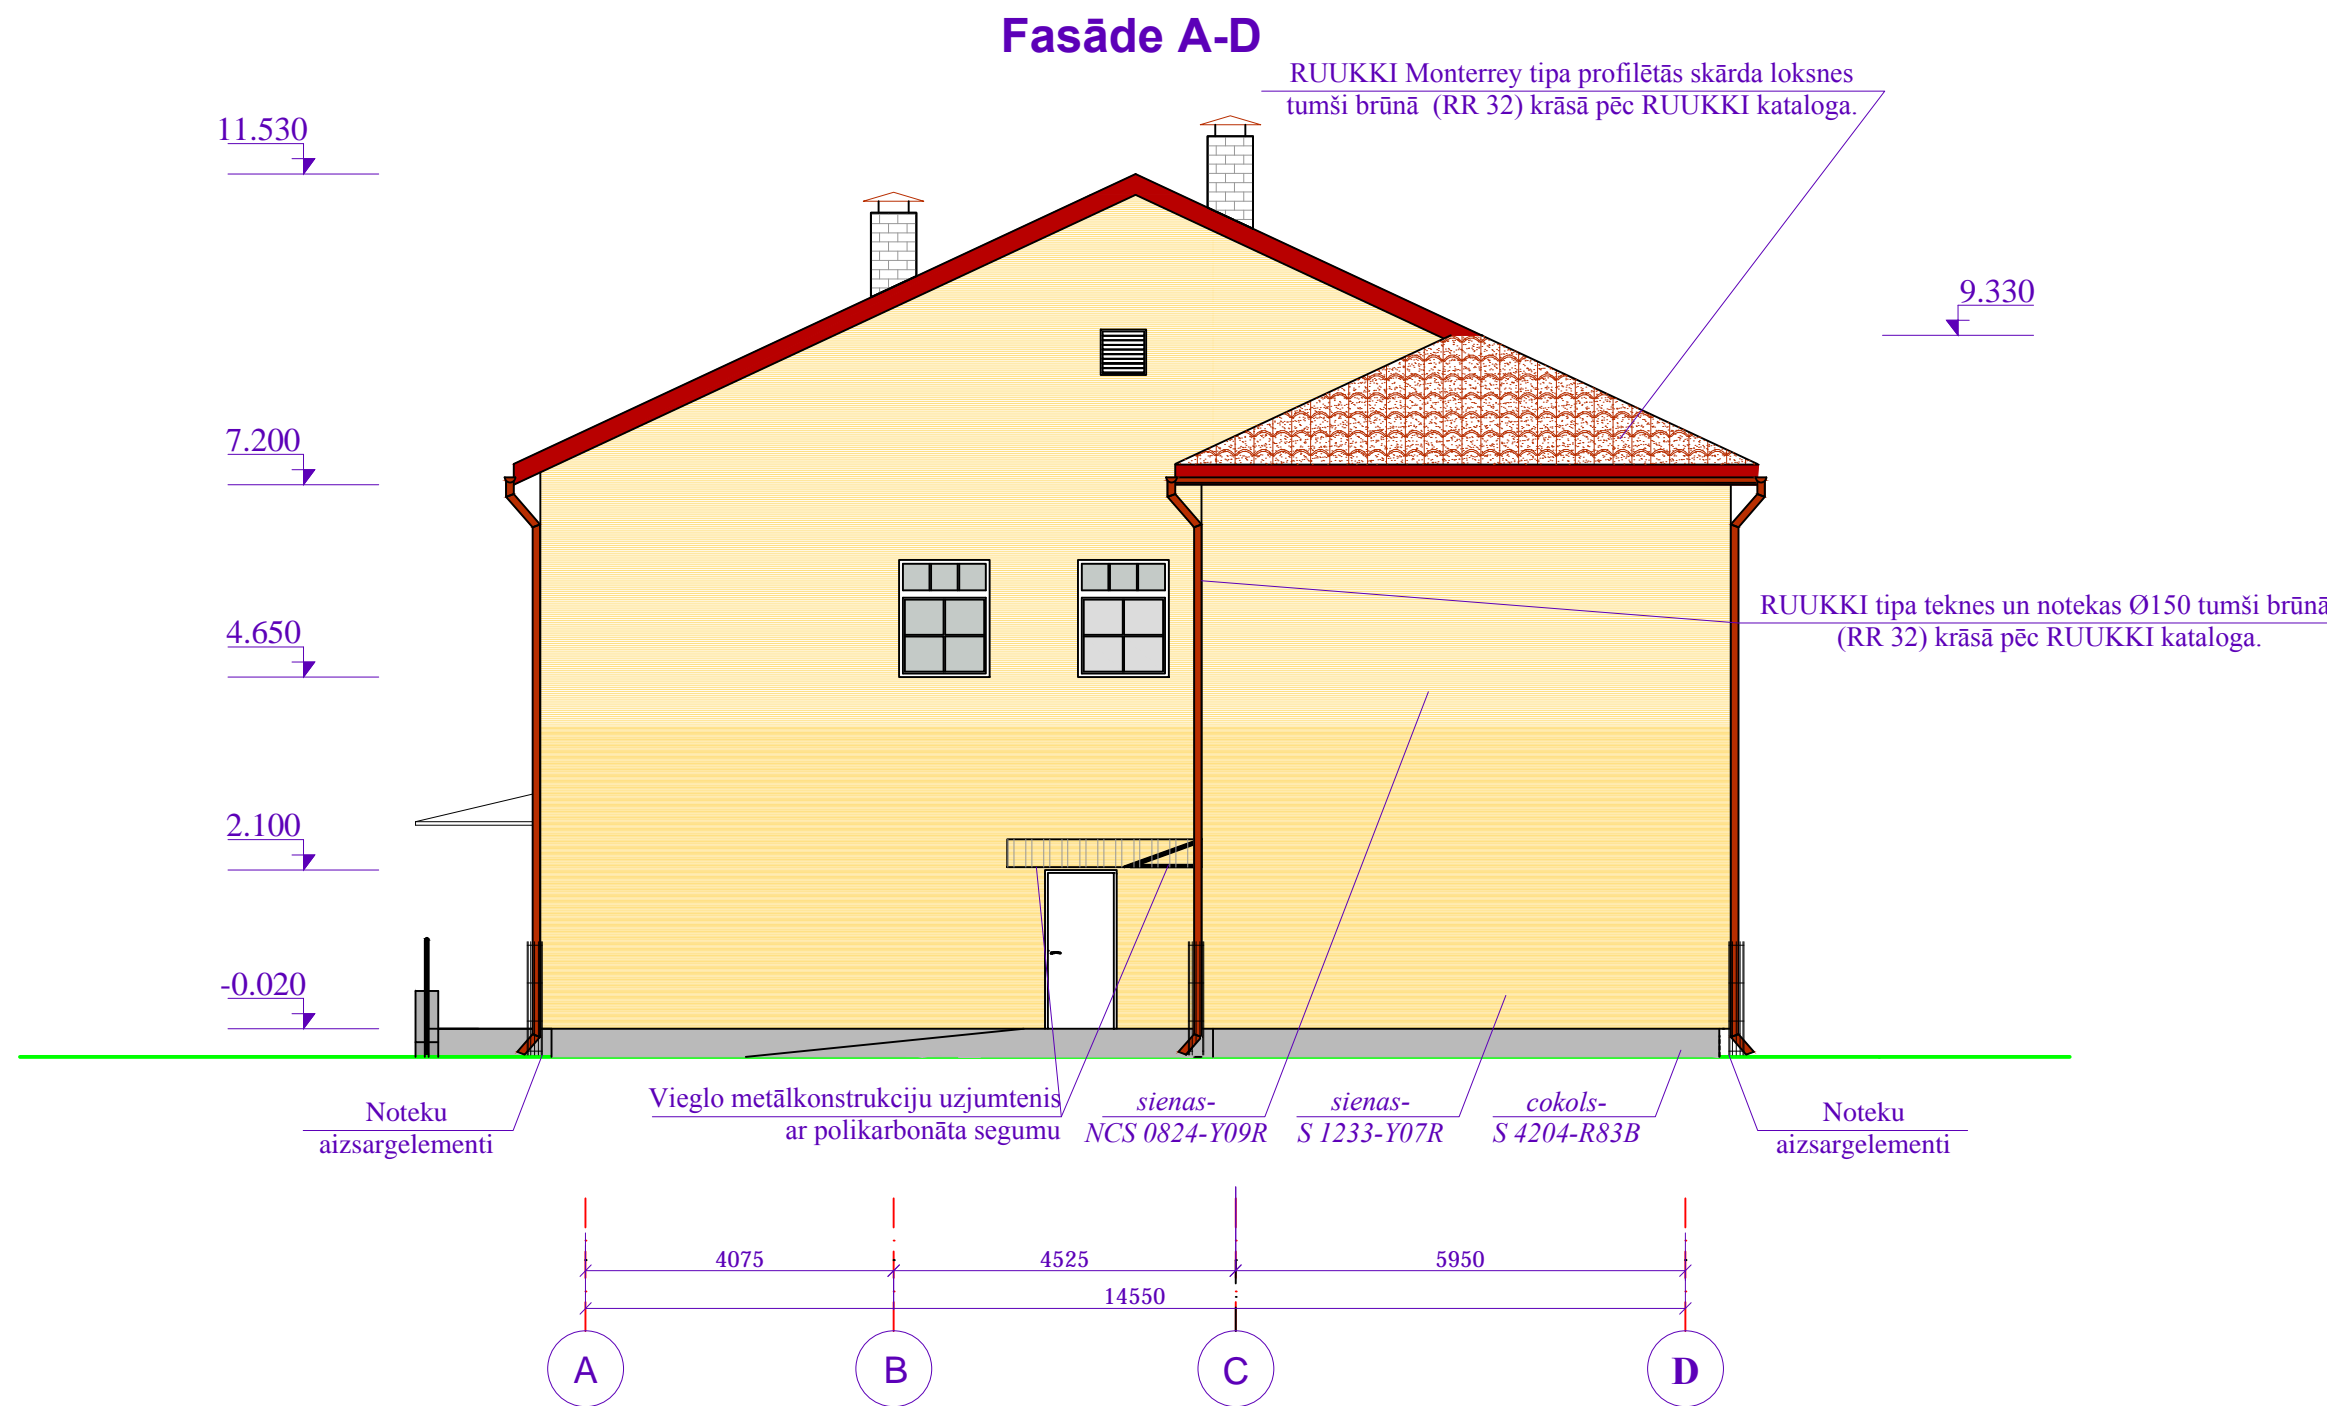 Fasāde A-D
RUUKKI Monterrey tipa profilētās skārda loksnes
tumši brūnā (RR 32) krāsā pēc RUUKKI kataloga.
11.530
9.330
7.200
4.650
RUUKKI tipa teknes un notekas Ø150 tumši brūnā
(RR 32) krāsā pēc RUUKKI kataloga.
2.100
-0.020
Noteku
aizsargelementi
Vieglo metālkonstrukciju uzjumtenis
ar polikarbonāta segumu
sienas-
NCS 0824-Y09R
sienas-
S 1233-Y07R
cokols-
S 4204-R83B
Noteku
aizsargelementi
4075
4525
5950
14550
A
B
C
D